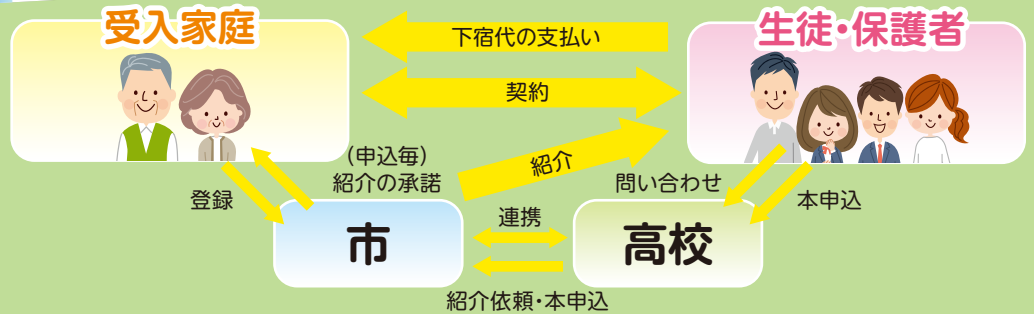 受入家庭
生徒・保護者
下宿代の支払い
契約
(申込毎)
紹介の承諾
紹介
問い合わせ
登録
本申込
市
連携
高校
紹介依頼・本申込